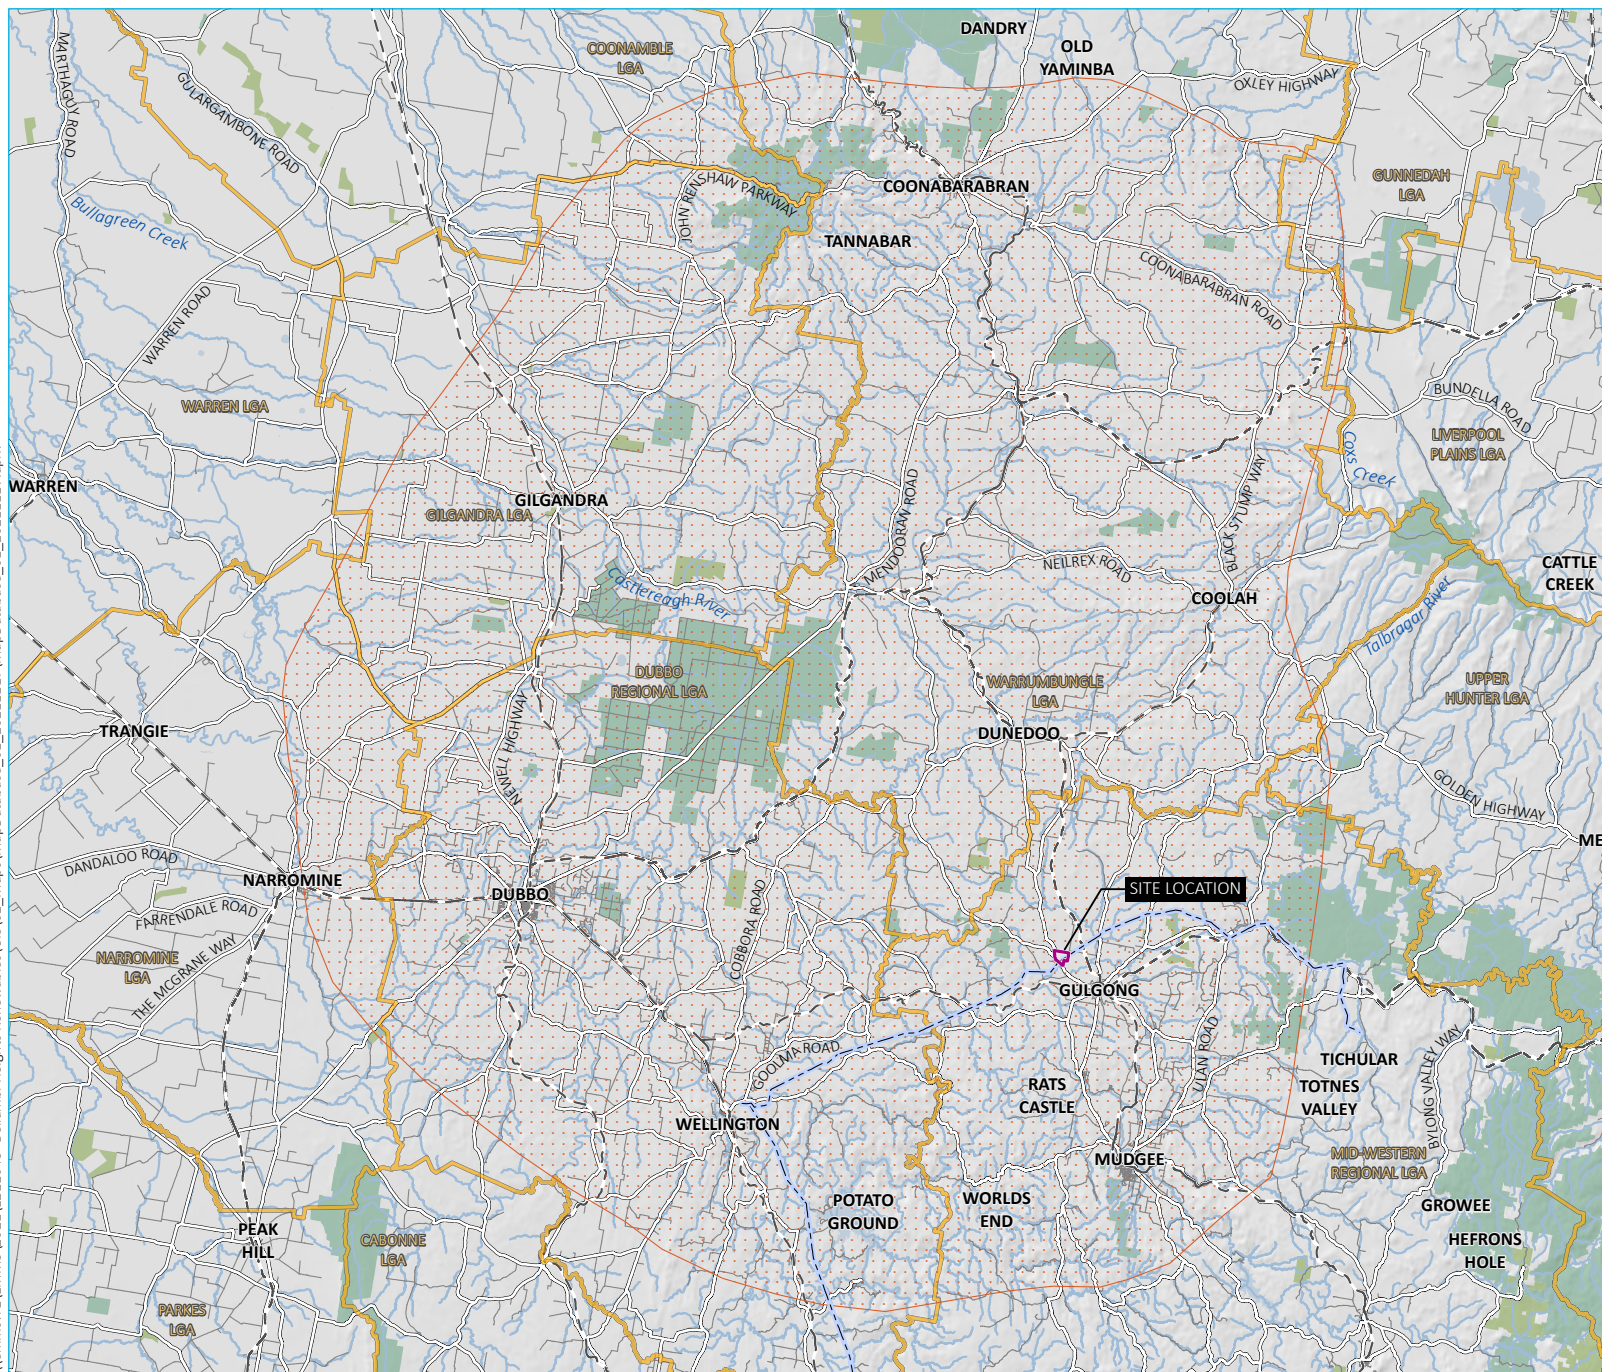 DANDRY
OLD
YAMINBA
COONAMBLE
LGA
MARTHAGUY ROAD
GULARGAMBONE ROAD
OXLEY HIGHWAY
GUNNEDAH
LGA
JOHN RENSHAW PARKWAY
COONABARABRAN
Bullagreen Creek
TANNABAR
COONABARABRAN ROAD
WARREN ROAD
WARREN LGA
BUNDELLA ROAD
LIVERPOOL
PLAINS LGA
Coxs Creek
WARREN
GILGANDRA
GILGANDRA LGA
MENDOORAN ROAD
BLACK STUMP WAY
NEILREX ROAD
CATTLE
CREEK
Castlereagh River
COOLAH
Talbragar River
DUBBO
REGIONAL LGA
WARRUMBUNGLE
LGA
UPPER
HUNTER LGA
TRANGIE
NEWELL HIGHWAY
DUNEDOO
GOLDEN HIGHWAY
ME
DANDALOO ROAD
NARROMINE
DUBBO
SITE LOCATION
FARRENDALE ROAD
COBBORA ROAD
NARROMINE
LGA
THE MCGRANE WAY
GULGONG
GOOLMA ROAD
ULAN ROAD
BYLONG VALLEY WAY
TICHULAR
RATS
CASTLE
TOTNES
VALLEY
WELLINGTON
MUDGEE
MID-WESTERN
REGIONAL LGA
POTATO
GROUND
WORLDS
END
GROWEE
PEAK
HILL
CABONNE
LGA
HEFRONS
HOLE
PARKES
LGA